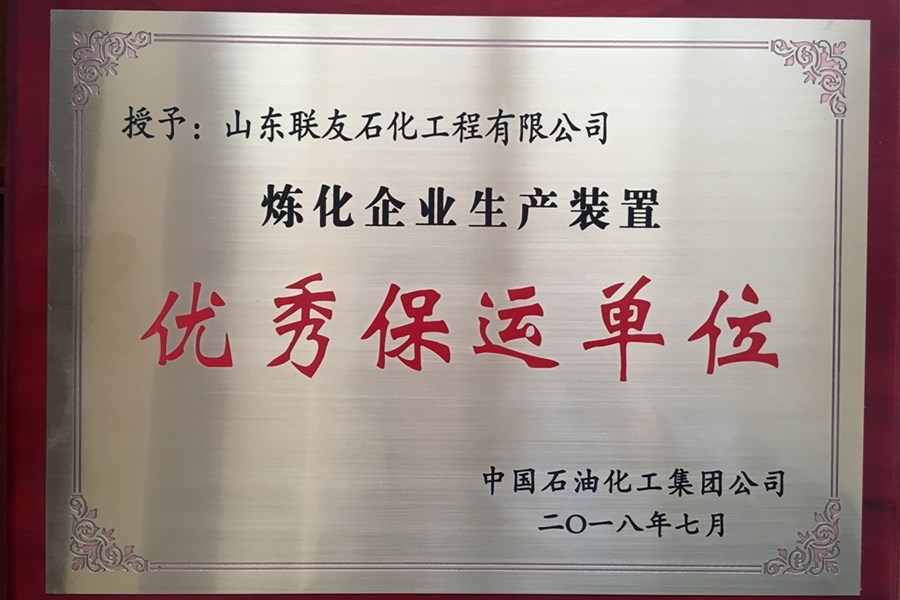 授予：山东联友石化工程有限公司
炼化企业生产装置
优秀保运单位
中国石油化工集团公司
二〇一八年七月